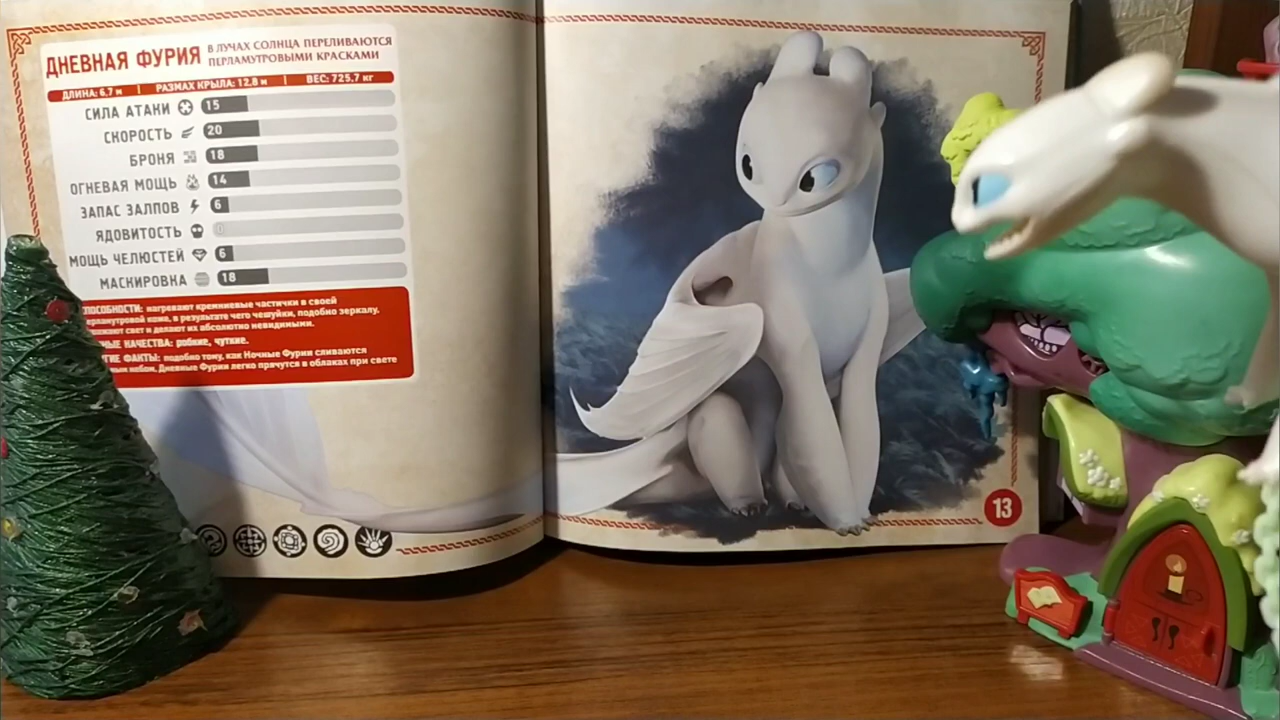 ДНЕВНАЯ ФУРИЯ
В ЛУЧАХ СОЛНЦА ПЕРЕЛИВАЮТСЯ
ПЕРЛАМУТРОВЫМИ КРАСКАМИ
ДЛИНА: 6,7 м | РАЗМАХ КРЫЛА: 12,8 м | ВЕС: 725,7 кг
СИЛА АТАКИ 15
СКОРОСТЬ 20
БРОНЯ 18
ОГНЕВАЯ МОЩЬ 14
ЗАПАС ЗАЛПОВ 6
ЯДОВИТОСТЬ 0
МОЩЬ ЧЕЛЮСТЕЙ 6
МАСКИРОВКА 18
нагревают кремниевые частички в своей
коже, в результате чего чешуйки, подобно зеркалу,
свет и делают их абсолютно невидимыми.
КАЧЕСТВА: робкие, чуткие.
ФАКТЫ: подобно тому, как Ночные Фурии сливаются
небом, Дневные Фурии легко прячутся в облаках при свете
13